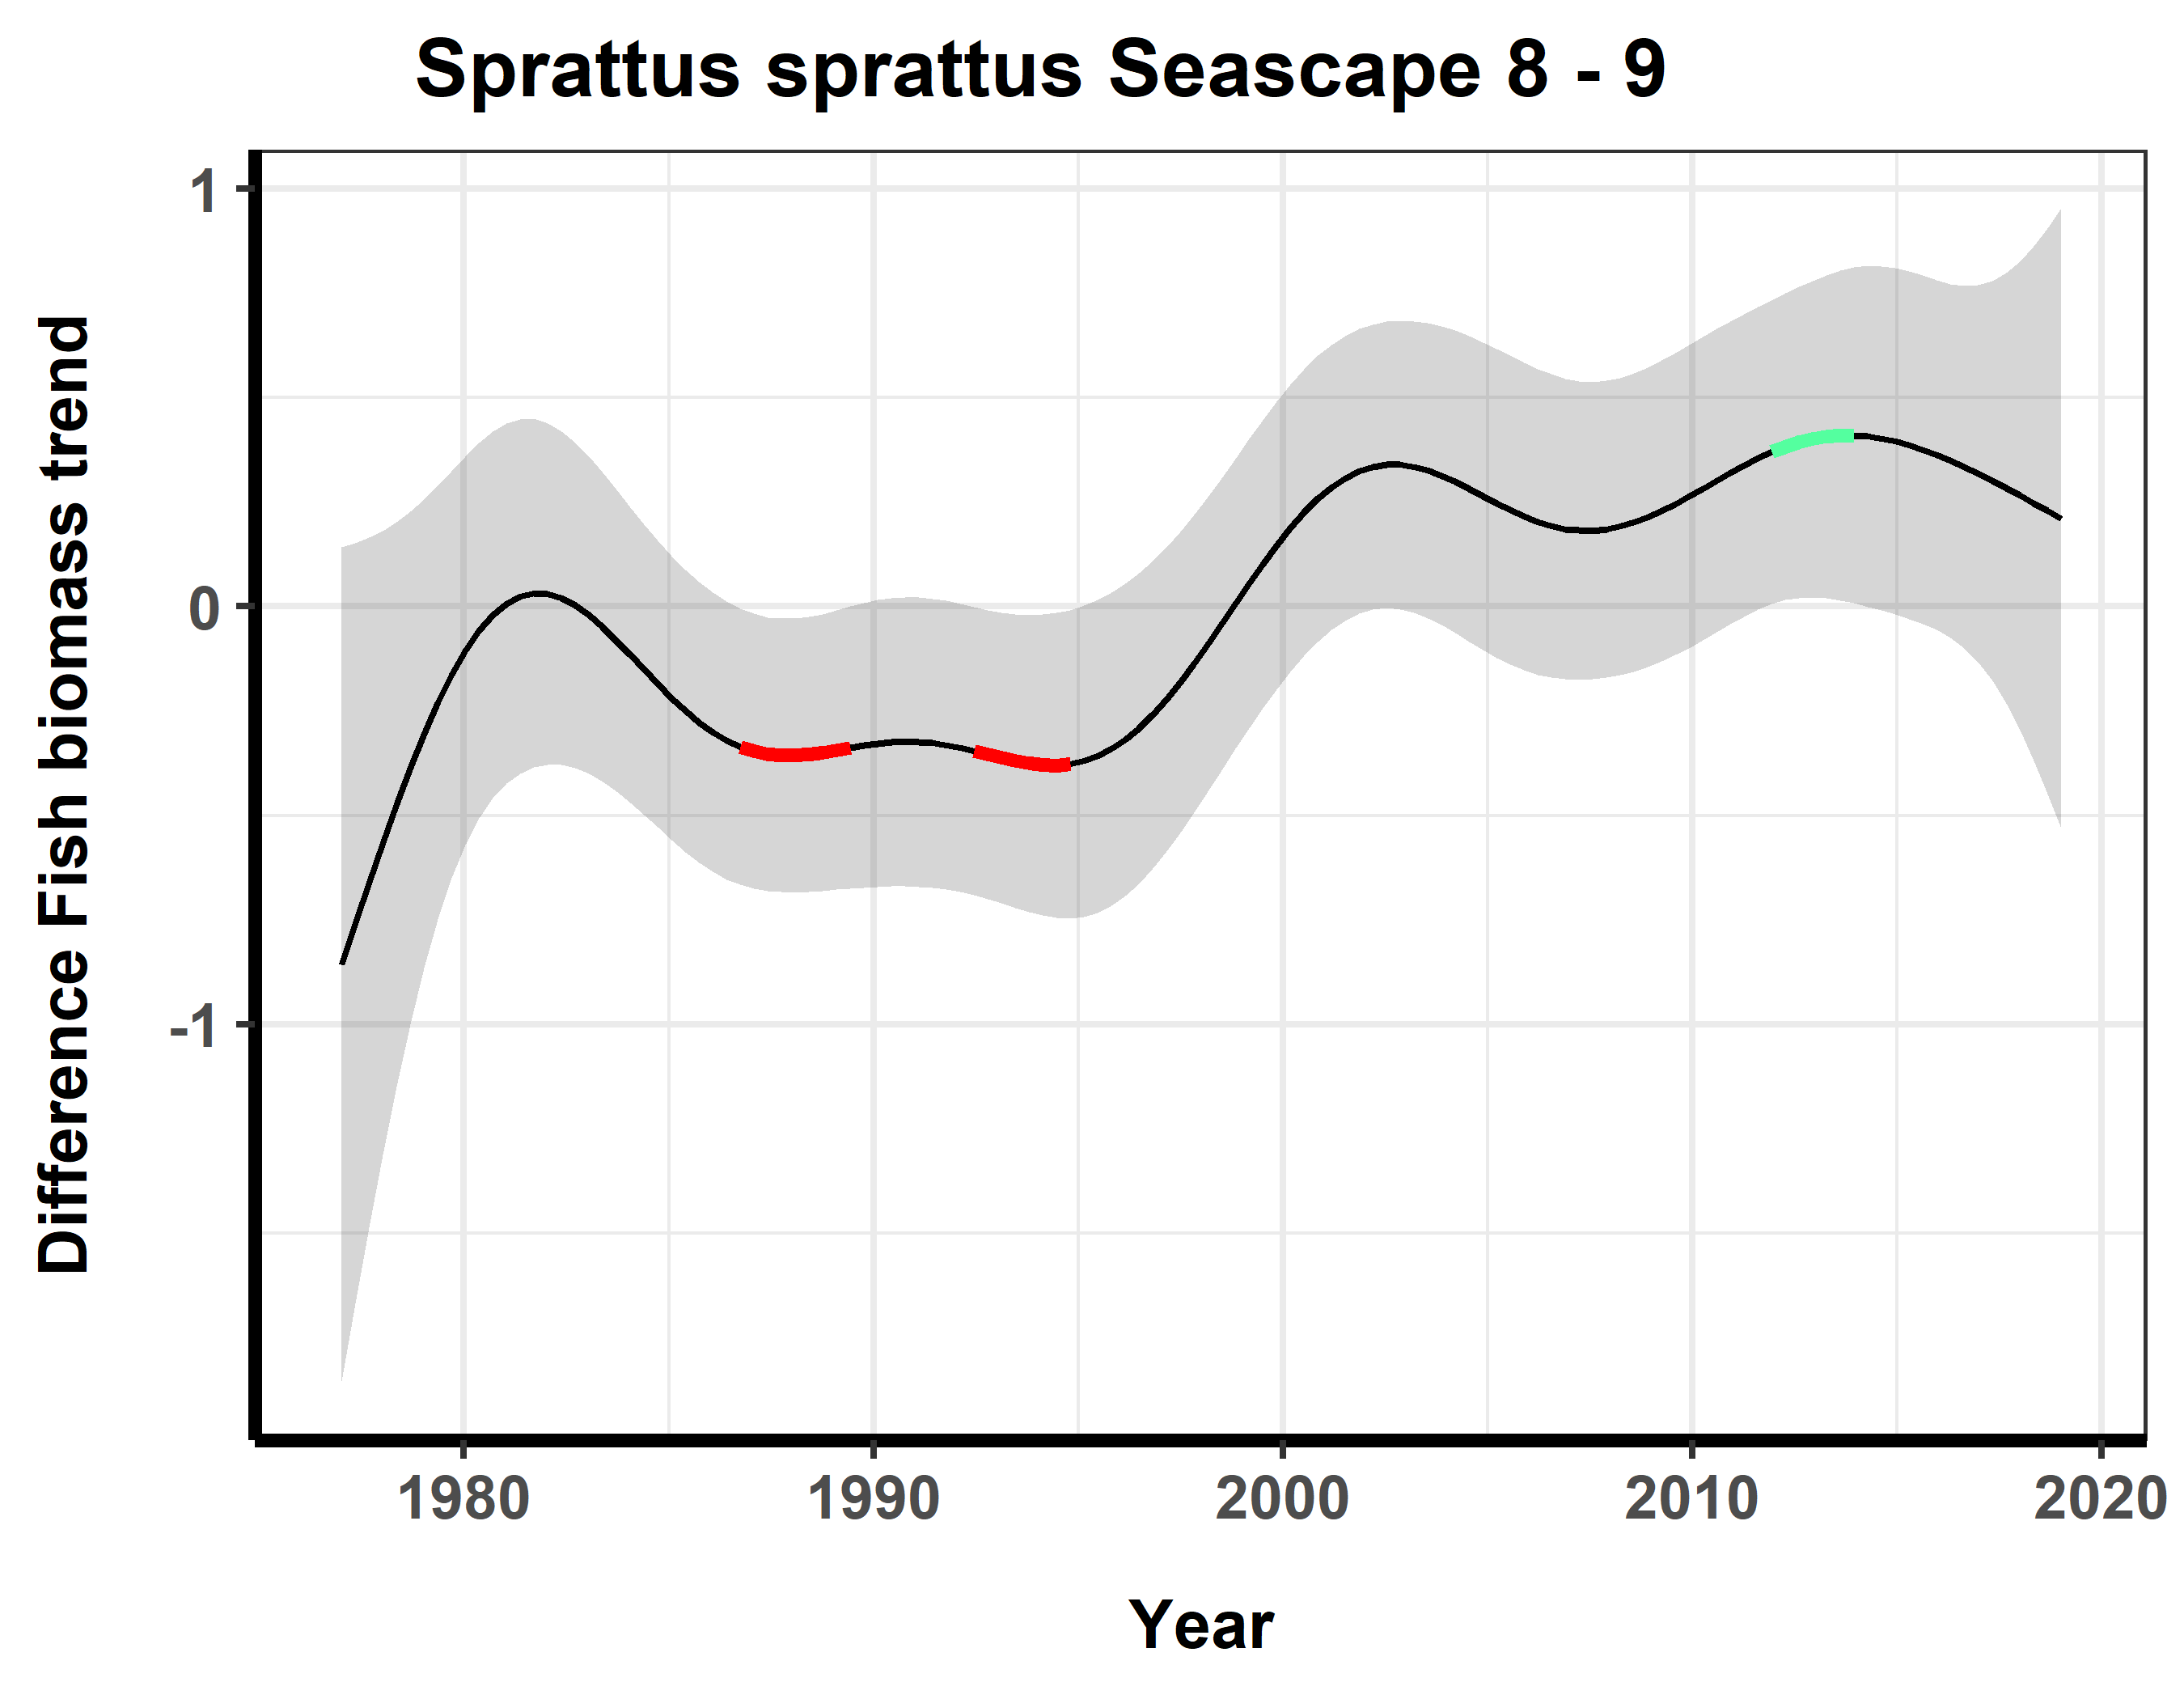 Sprattus sprattus Seascape 8 - 9
Difference Fish biomass trend
1
0
-1
1980
1990
2000
2010
2020
Year